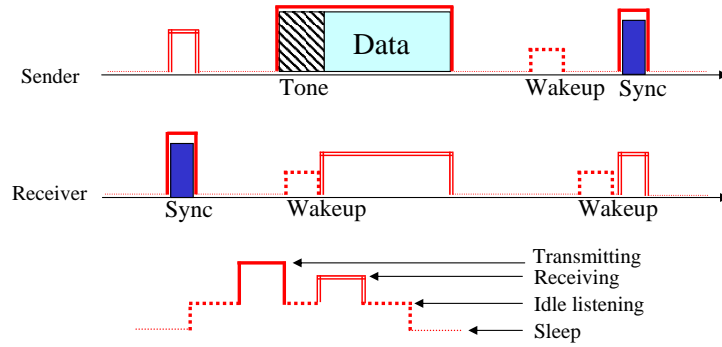 Data
Sender
Tone
Wakeup
Sync
Receiver
Sync
Wakeup
Wakeup
Transmitting
Receiving
Idle listening
Sleep